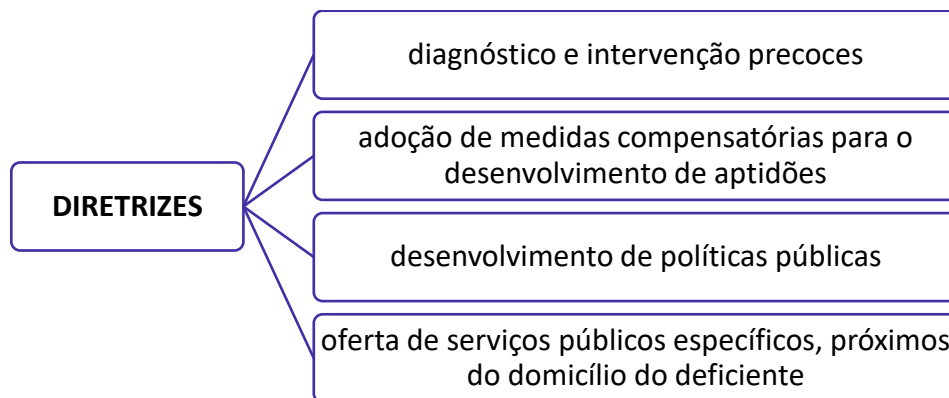 DIRETRIZES
diagnóstico e intervenção precoces
adoção de medidas compensatórias para o
desenvolvimento de aptidões
desenvolvimento de políticas públicas
oferta de serviços públicos específicos, próximos
do domicílio do deficiente